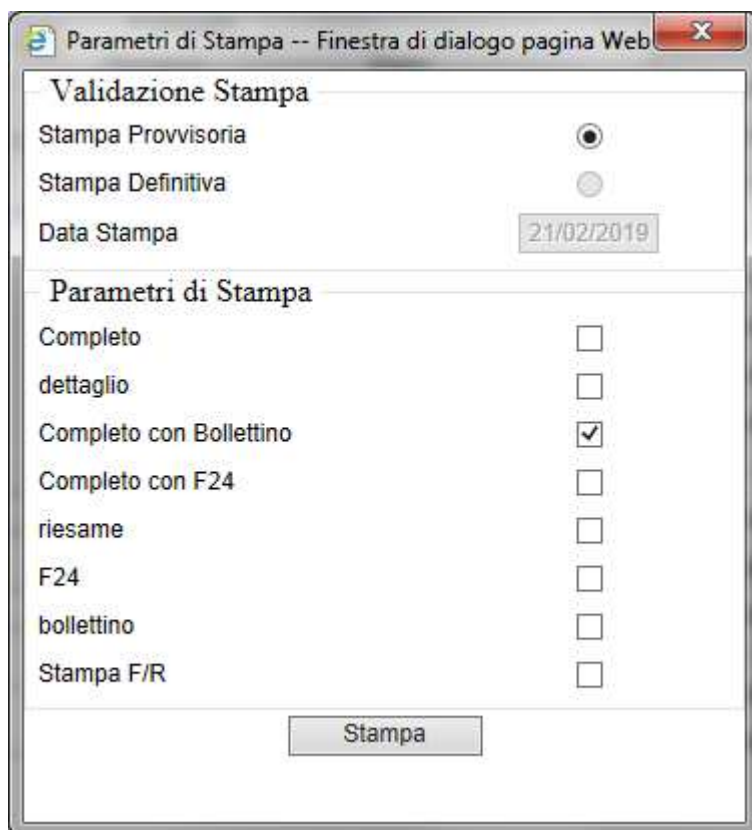 Parametri di Stampa -- Finestra di dialogo pagina Web
Validazione Stampa
Stampa Provvisoria
Stampa Definitiva
Data Stampa 21/02/2019
Parametri di Stampa
Completo
dettaglio
Completo con Bollettino
Completo con F24
riesame
F24
bollettino
Stampa F/R
Stampa